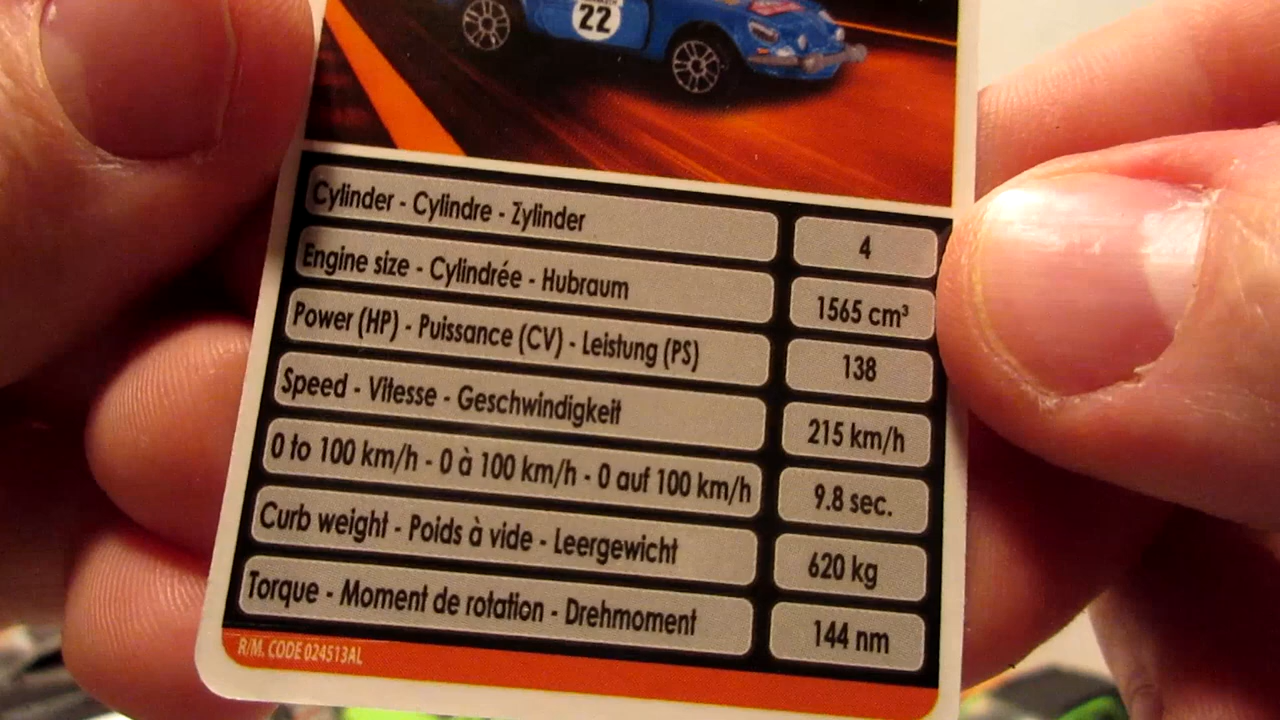 22
Cylinder - Cylindre - Zylinder 4
Engine size - Cylindrée - Hubraum 1565 cm³
Power (HP) - Puissance (CV) - Leistung (PS) 138
Speed - Vitesse - Geschwindigkeit 215 km/h
0 to 100 km/h - 0 à 100 km/h - 0 auf 100 km/h 9.8 sec.
Curb weight - Poids à vide - Leergewicht 620 kg
Torque - Moment de rotation - Drehmoment 144 nm
R/M. CODE 024513AL